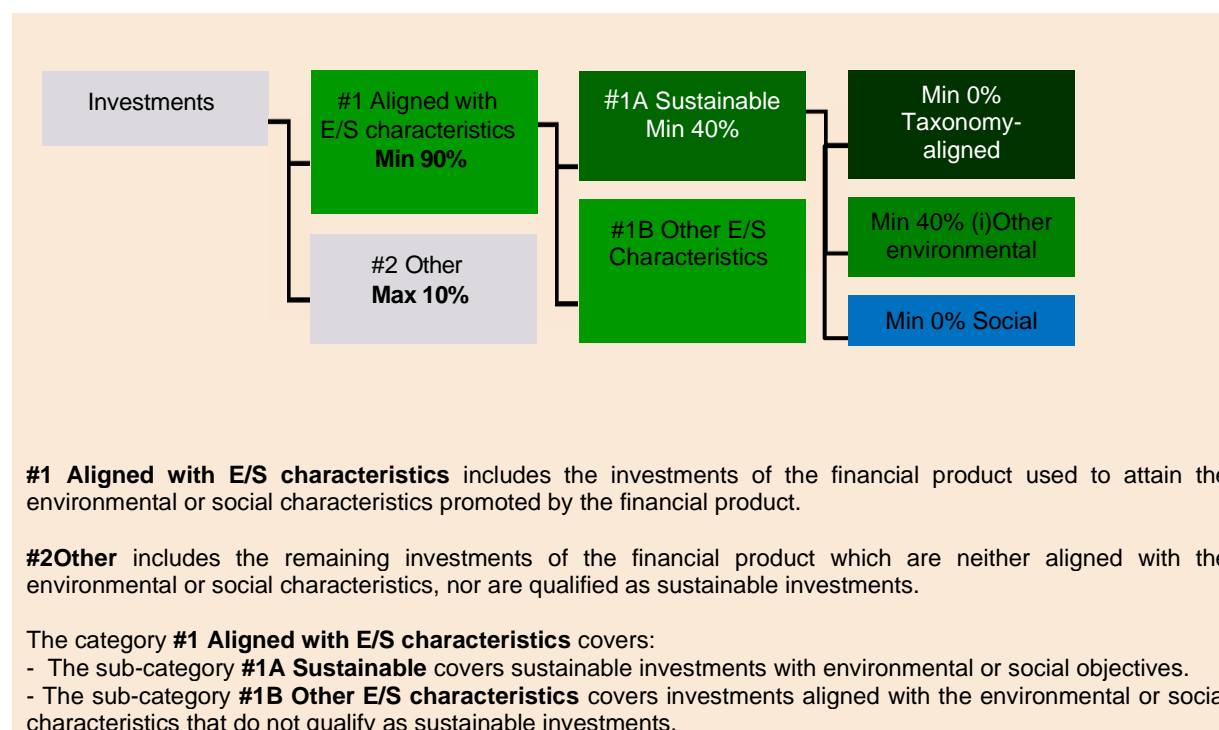 Investments
#1 Aligned with
E/S characteristics
Min 90%
#2 Other
Max 10%
#1A Sustainable
Min 40%
#1B Other E/S
Characteristics
Min 0%
Taxonomy-
aligned
Min 40% (i)Other
environmental
Min 0% Social
#1 Aligned with E/S characteristics includes the investments of the financial product used to attain the
environmental or social characteristics promoted by the financial product.
#2Other includes the remaining investments of the financial product which are neither aligned with the
environmental or social characteristics, nor are qualified as sustainable investments.
The category #1 Aligned with E/S characteristics covers:
- The sub-category #1A Sustainable covers sustainable investments with environmental or social objectives.
- The sub-category #1B Other E/S characteristics covers investments aligned with the environmental or social
characteristics that do not qualify as sustainable investments.